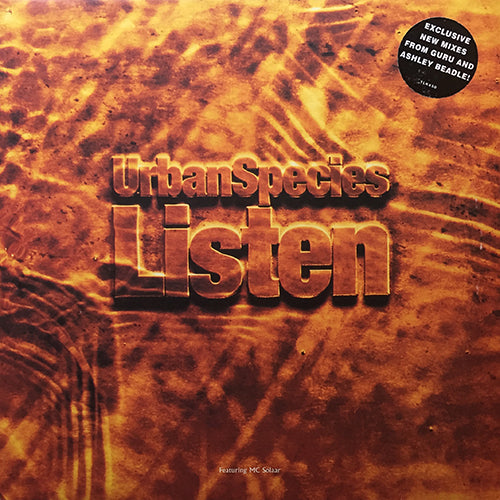 EXCLUSIVE
NEW MIXES
FROM GURU AND
ASHLEY BEADLE!
UrbanSpecies
Listen
Featuring MC Solaar